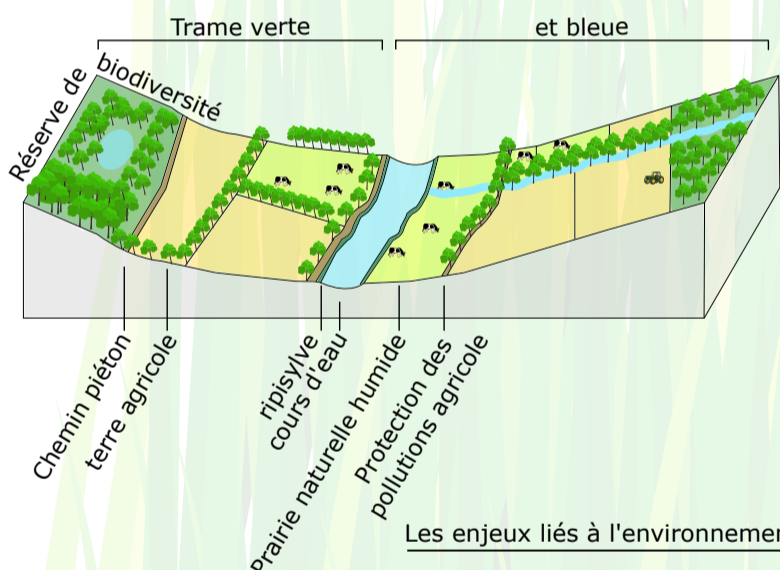 Trame verte
et bleue
Réserve de
biodiversité
Chemin piéton
terre agricole
ripisylve
cours d'eau
Prairie naturelle humide
Protection des
pollutions agricole
Les enjeux liés à l'environnemen